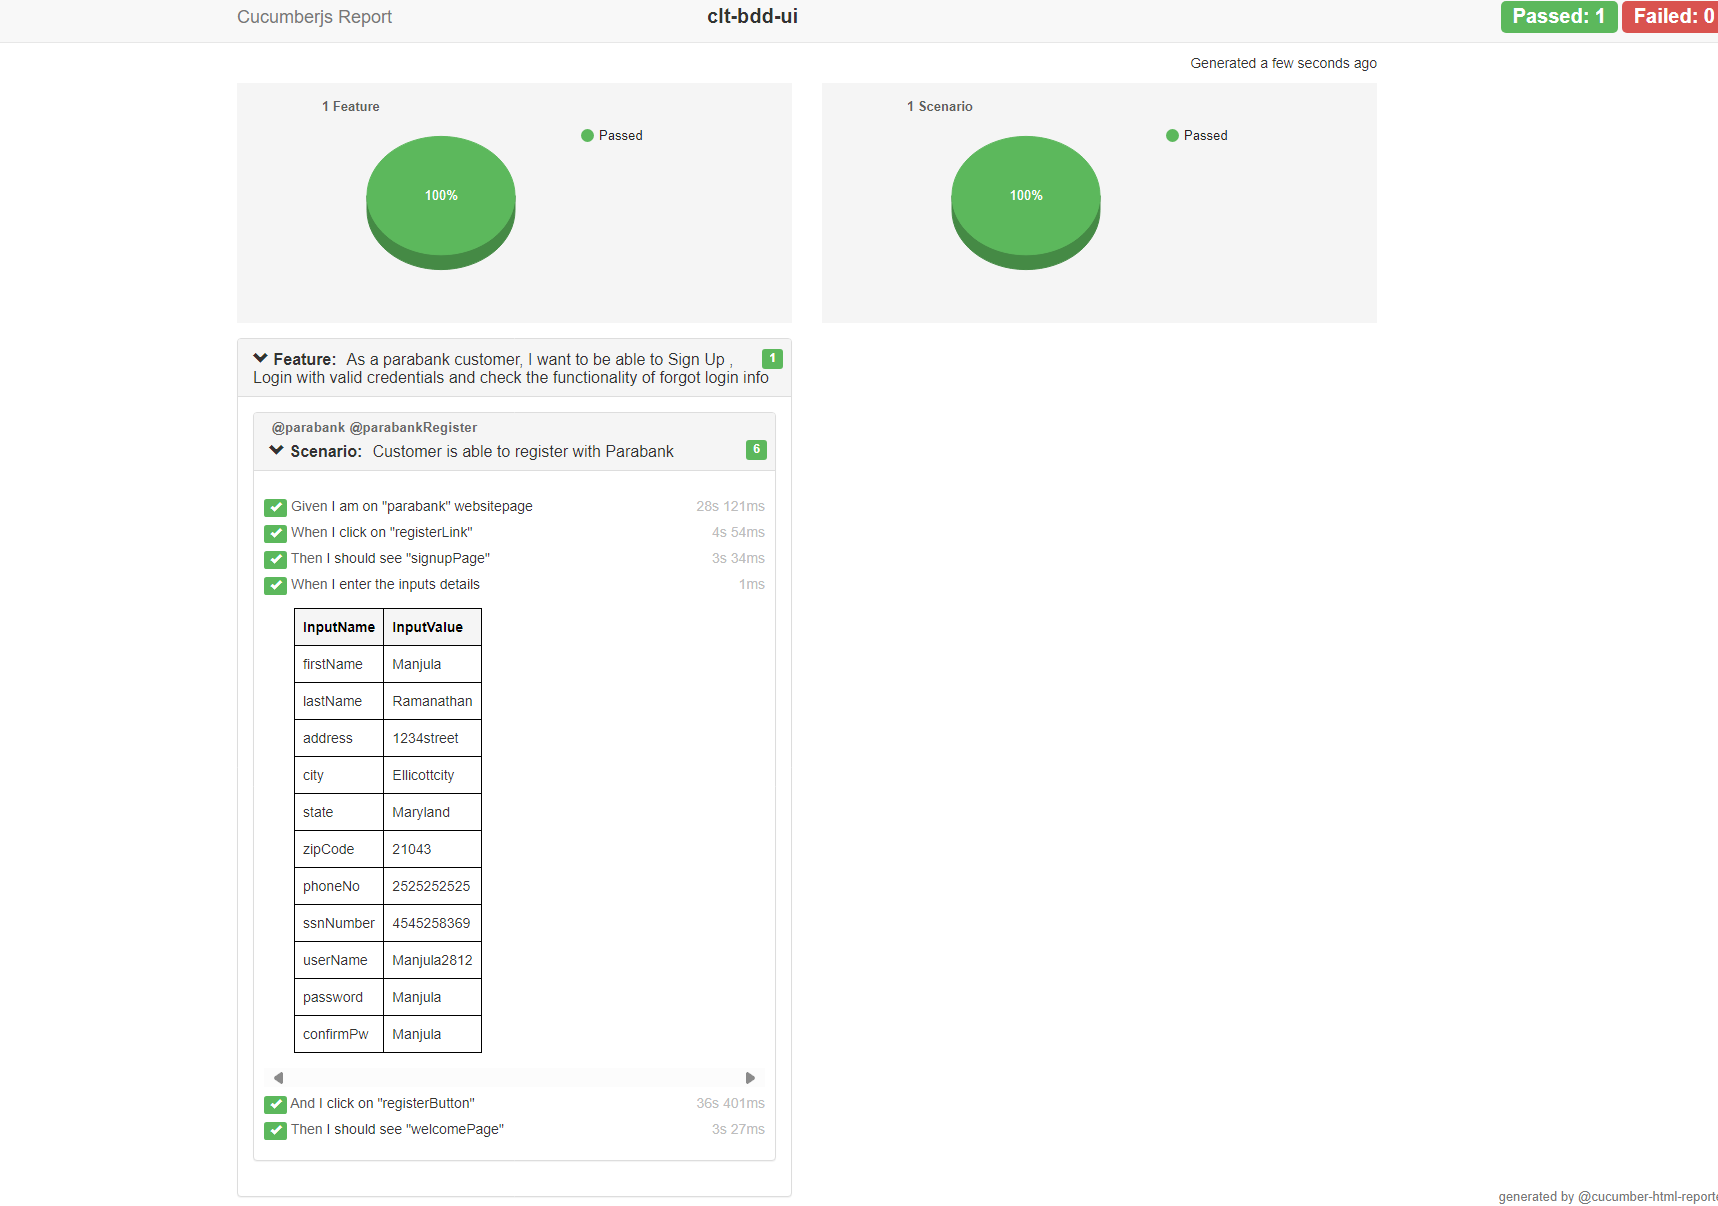 Cucumberjs Report
clt-bdd-ui
Passed: 1
Failed: 0
Generated a few seconds ago
1 Feature
Passed
100%
1 Scenario
Passed
100%
Feature: As a parabank customer, I want to be able to Sign Up , 1
Login with valid credentials and check the functionality of forgot login info
@parabank @parabankRegister
Scenario: Customer is able to register with Parabank 6
Given I am on "parabank" websitepage 28s 121ms
When I click on "registerLink" 4s 54ms
Then I should see "signupPage" 3s 34ms
When I enter the inputs details 1ms
InputName InputValue
firstName Manjula
lastName Ramanathan
address 1234street
city Ellicottcity
state Maryland
zipCode 21043
phoneNo 2525252525
ssnNumber 4545258369
userName Manjula2812
password Manjula
confirmPw Manjula
And I click on "registerButton" 36s 401ms
Then I should see "welcomePage" 3s 27ms
generated by @cucumber-html-reporte